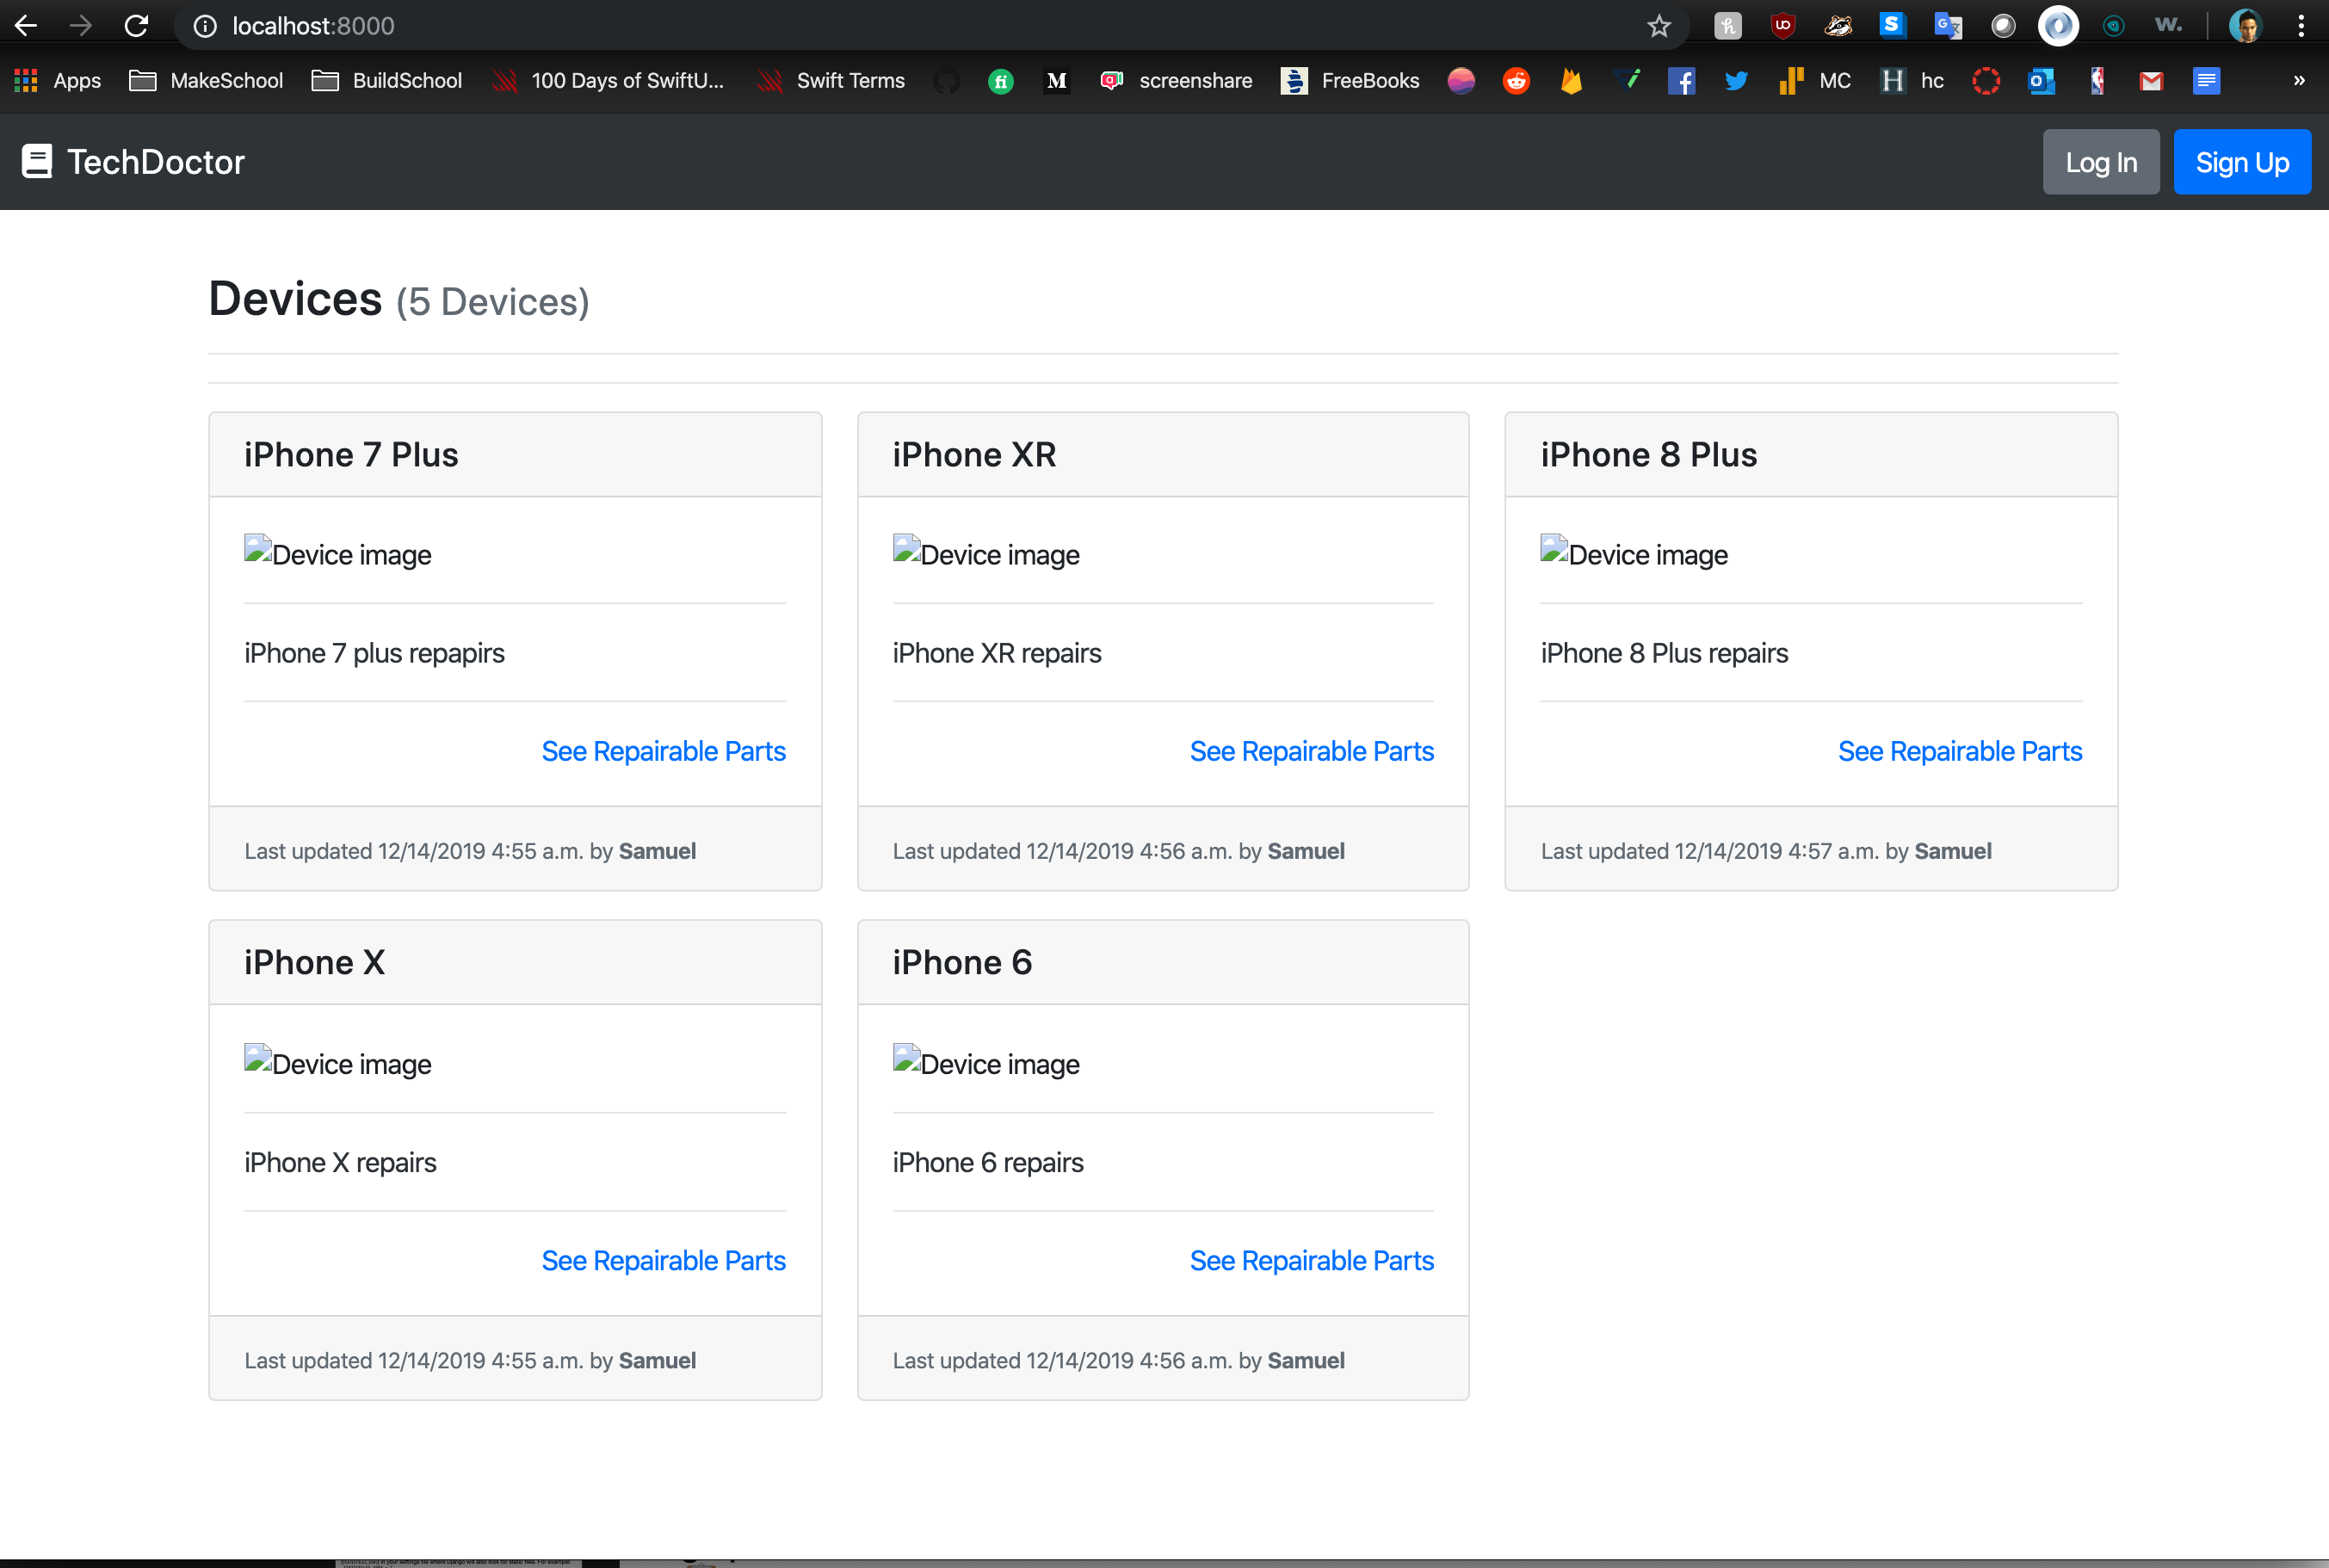 localhost:8000
Apps MakeSchool BuildSchool 100 Days of SwiftU... Swift Terms screenshare FreeBooks MC hc »
TechDoctor Log In Sign Up
Devices (5 Devices)
iPhone 7 Plus
Device image
iPhone 7 plus repapirs
See Repairable Parts
Last updated 12/14/2019 4:55 a.m. by Samuel
iPhone XR
Device image
iPhone XR repairs
See Repairable Parts
Last updated 12/14/2019 4:56 a.m. by Samuel
iPhone 8 Plus
Device image
iPhone 8 Plus repairs
See Repairable Parts
Last updated 12/14/2019 4:57 a.m. by Samuel
iPhone X
Device image
iPhone X repairs
See Repairable Parts
Last updated 12/14/2019 4:55 a.m. by Samuel
iPhone 6
Device image
iPhone 6 repairs
See Repairable Parts
Last updated 12/14/2019 4:56 a.m. by Samuel